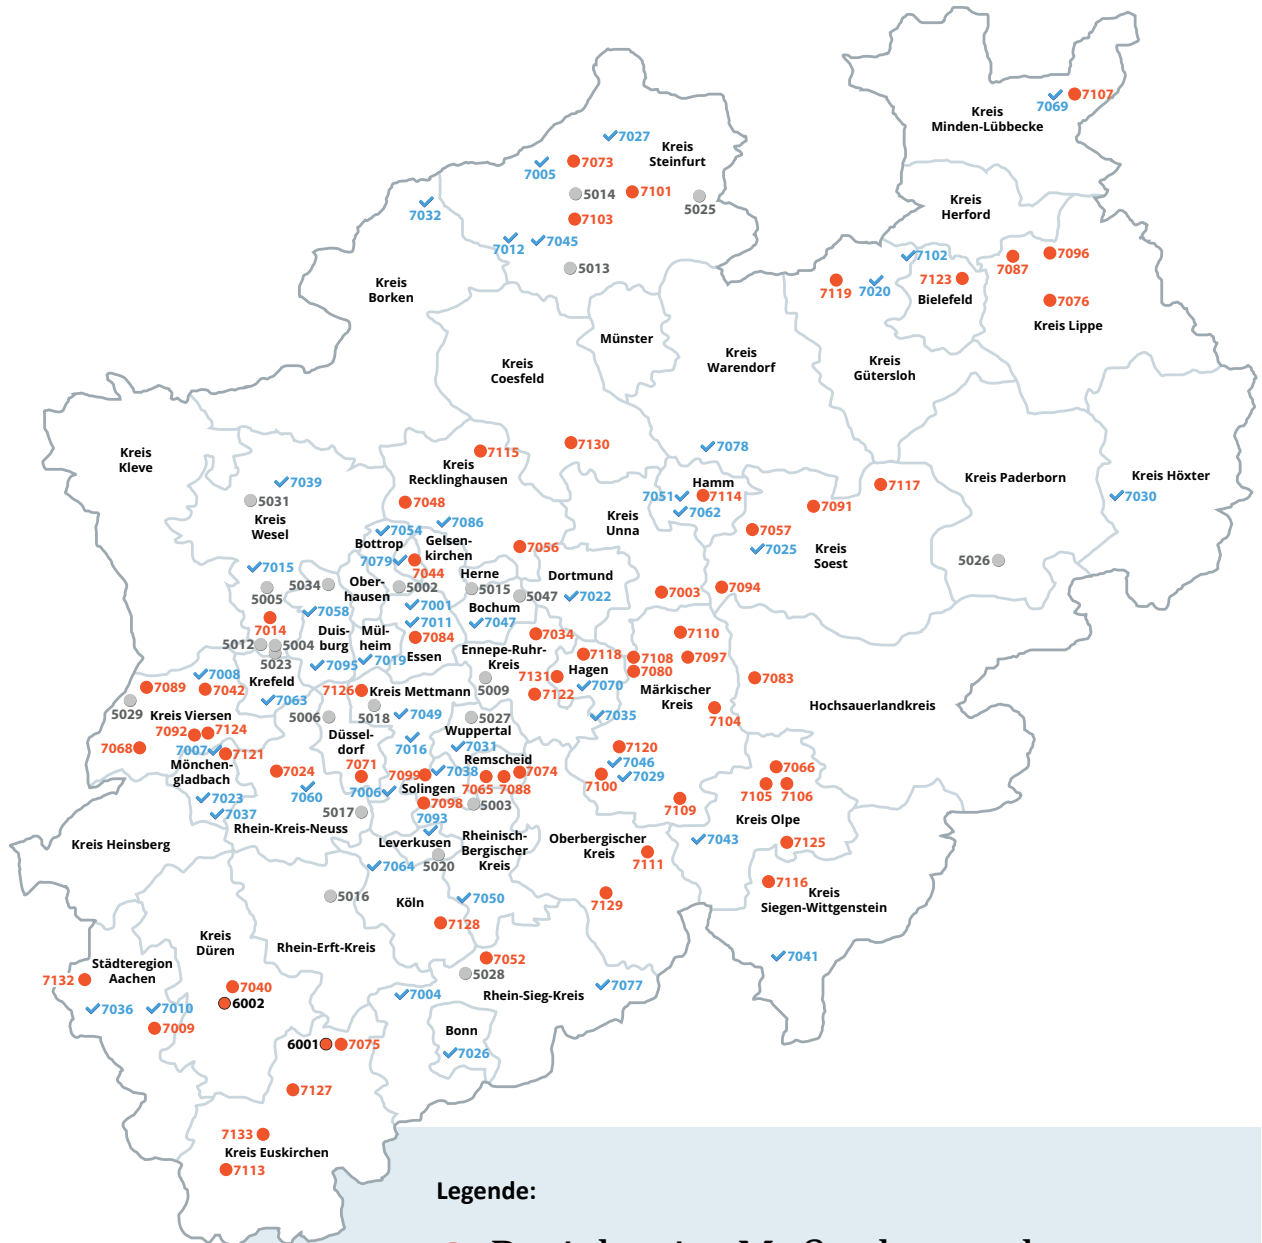 7107
7069
Kreis
Minden-Lübbecke
7027
Kreis
Steinfurt
7073
7005
5014
7101
5025
7032
7103
Kreis
Herford
7012
7045
5013
7102
7096
7087
7123
7119
7020
Bielefeld
7076
Kreis Lippe
Kreis
Borken
Münster
Kreis
Warendorf
Kreis
Coesfeld
Kreis
Gütersloh
7130
7078
7115
Kreis
Kleve
Kreis
Recklinghausen
7039
5031
7048
Kreis
Wesel
Hamm
7051
7114
7062
Kreis
Unna
7117
7091
Kreis Paderborn
Kreis Höxter
7030
7057
7025
Kreis
Soest
5026
7054
7086
Bottrop
Gelsen-
kirchen
7079
7044
7056
7015
5034
5005
Ober-
hausen
5002
Herne
5015
Dortmund
5047
7022
7003
7094
7058
7001
Bochum
7014
7011
7047
5012
5004
5023
Duis-
burg
Mül-
heim
7084
Essen
7034
7110
7095
7019
Ennepe-Ruhr-
Kreis
7118
7108
7097
7008
7089
7042
Krefeld
7063
5029
7126
Kreis Mettmann
5009
7131
Hagen
7070
7080
7122
Märkischer
Kreis
7083
7104
Hochsauerlandkreis
Kreis Viersen
5006
5018
7049
5027
Wuppertal
7035
7092
7124
7068
7007
7121
Mönchen-
gladbach
Düssel-
dorf
7016
7031
7120
7046
7029
7100
Remscheid
7024
7071
7099
7038
7065
7088
7074
7066
7105
7106
7060
7006
Solingen
7023
7037
5017
7098
7093
5003
7109
Kreis Olpe
Rhein-Kreis-Neuss
Kreis Heinsberg
Leverkusen
5020
Rheinisch-
Bergischer
Kreis
Oberbergischer
Kreis
7111
7043
7125
7064
7116
Kreis
Siegen-Wittgenstein
5016
Köln
7050
7129
7128
Kreis
Düren
Rhein-Erft-Kreis
7041
Städteregion
Aachen
7132
7052
5028
7040
6002
Rhein-Sieg-Kreis
7077
7036
7010
7004
7009
Bonn
7026
6001
7075
7127
7133
Kreis Euskirchen
7113
Legende: